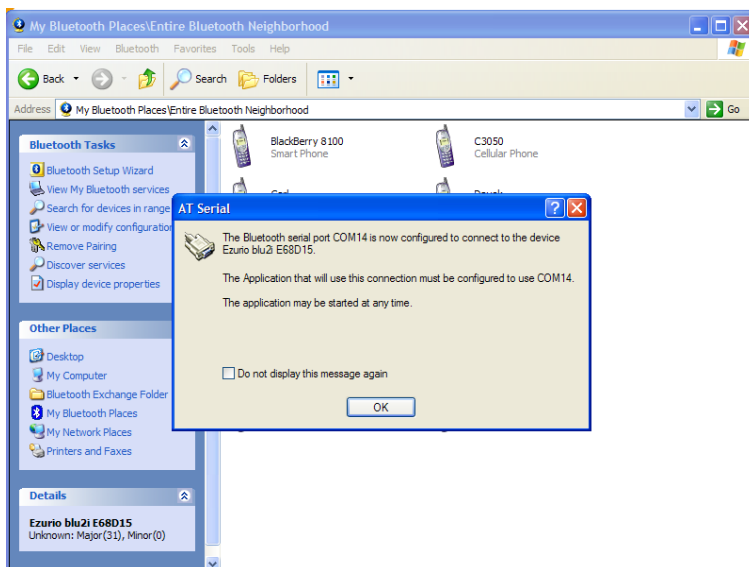 My Bluetooth Places\Entire Bluetooth Neighborhood
File Edit View Bluetooth Favorites Tools Help
Back Search Folders
Address My Bluetooth Places\Entire Bluetooth Neighborhood Go
Bluetooth Tasks
Bluetooth Setup Wizard
View My Bluetooth services
Search for devices in range
View or modify configuration
Remove Pairing
Discover services
Display device properties
Other Places
Desktop
My Computer
Bluetooth Exchange Folder
My Bluetooth Places
My Network Places
Printers and Faxes
Details
Ezurio blu2i E68D15
Unknown: Major(31), Minor(0)
BlackBerry 8100
Smart Phone
C3050
Cellular Phone
AT Serial
The Bluetooth serial port COM14 is now configured to connect to the device
Ezurio blu2i E68D15.
The Application that will use this connection must be configured to use COM14.
The application may be started at any time.
Do not display this message again
OK